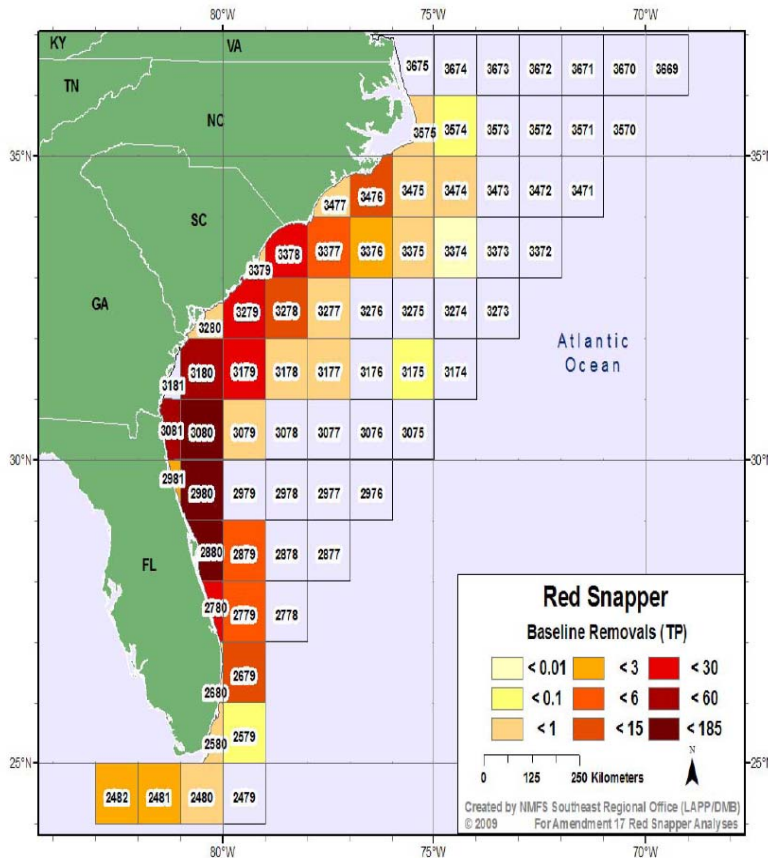 80°W 75°W 70°W
KY VA
3675 3674 3673 3672 3671 3670 3669
TN
NC
3575 3574 3573 3572 3571 3570
35°N 35°N
3477 3476 3475 3474 3473 3472 3471
SC
3379 3378 3377 3376 3375 3374 3373 3372
GA
3280 3279 3278 3277 3276 3275 3274 3273
Atlantic
Ocean
3181 3180 3179 3178 3177 3176 3175 3174
3081 3080 3079 3078 3077 3076 3075
30°N 30°N
2981 2980 2979 2978 2977 2976
2880 2879 2878 2877
FL
2780 2779 2778
2680 2679
2580 2579
25°N 25°N
2482 2481 2480 2479
Red Snapper
Baseline Removals (TP)
< 0.01 < 3 < 30
< 0.1 < 6 < 60
< 1 < 15 < 185
N
0 125 250 Kilometers
Created by NMFS Southeast Regional Office (LAPP/DMB)
© 2009 For Amendment 17 Red Snapper Analyses
80°W 75°W 70°W